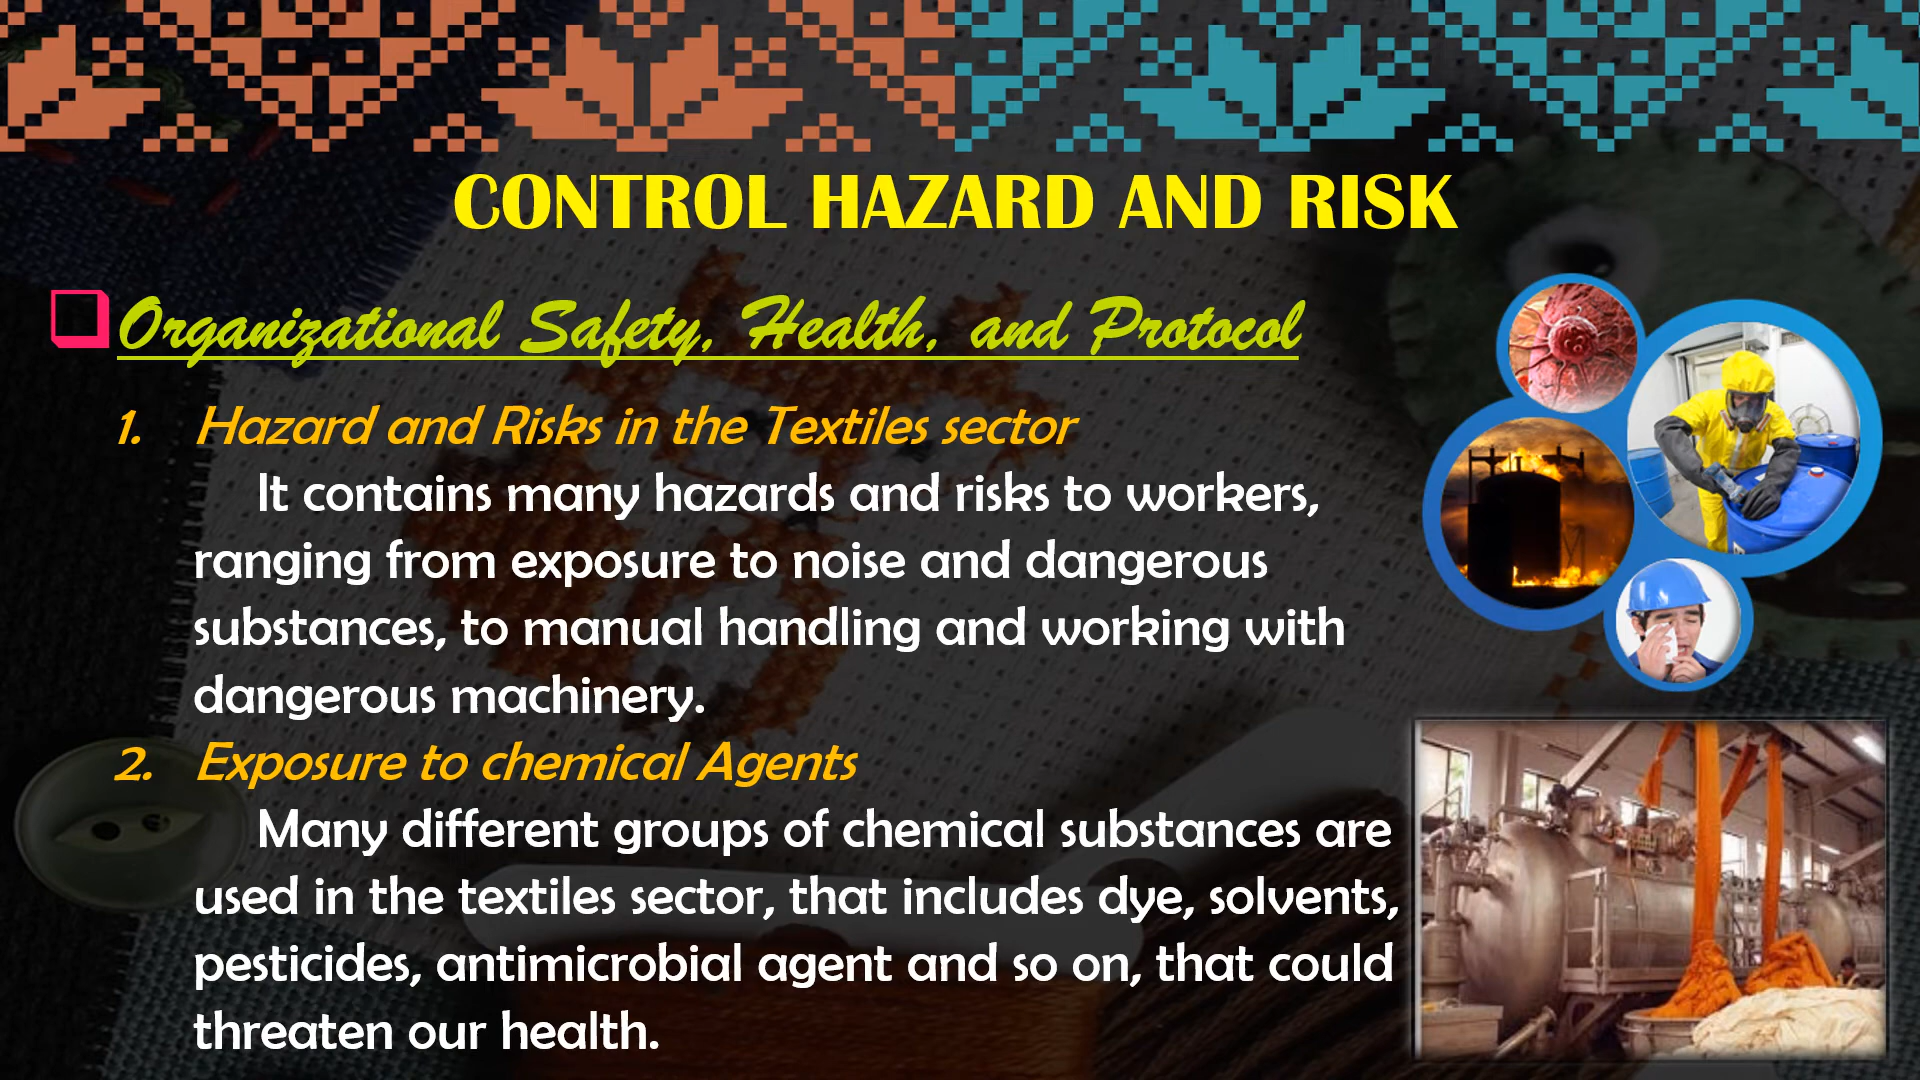 CONTROL HAZARD AND RISK
Organizational Safety, Health, and Protocol
1. Hazard and Risks in the Textiles sector
It contains many hazards and risks to workers,
ranging from exposure to noise and dangerous
substances, to manual handling and working with
dangerous machinery.
2. Exposure to chemical Agents
Many different groups of chemical substances are
used in the textiles sector, that includes dye, solvents,
pesticides, antimicrobial agent and so on, that could
threaten our health.